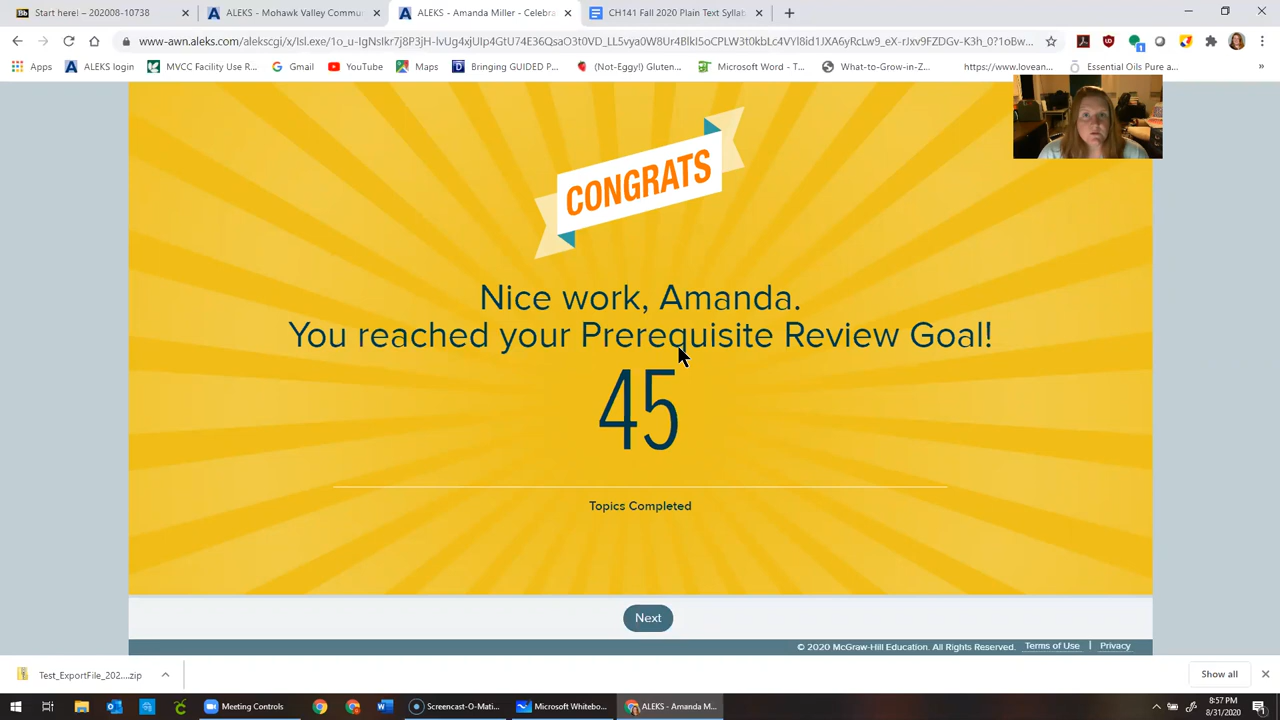 Start here! – 202008-10738
ALEKS - Mohawk Valley Commun
ALEKS - Amanda Miller - Celebra
CH141 Fall 2020 Plain Text Syllab
Apps
ALEKS login
MVCC Facility Use R...
Gmail
YouTube
Maps
Bringing GUIDED P...
(Not-Eggy!) Gluten...
Microsoft Word - T...
What-to-Grow-in-Z...
https://www.lovean...
Essential Oils Pure a...
»
CONGRATS
Nice work, Amanda.
You reached your Prerequisite Review Goal!
45
Topics Completed
Next
© 2020 McGraw-Hill Education. All Rights Reserved. Terms of Use | Privacy
Test_ExportFile_202....zip
Show all
Meeting Controls
Screencast-O-Mati...
Microsoft Whitebo...
ALEKS - Amanda M...
8:57 PM
8/31/2020